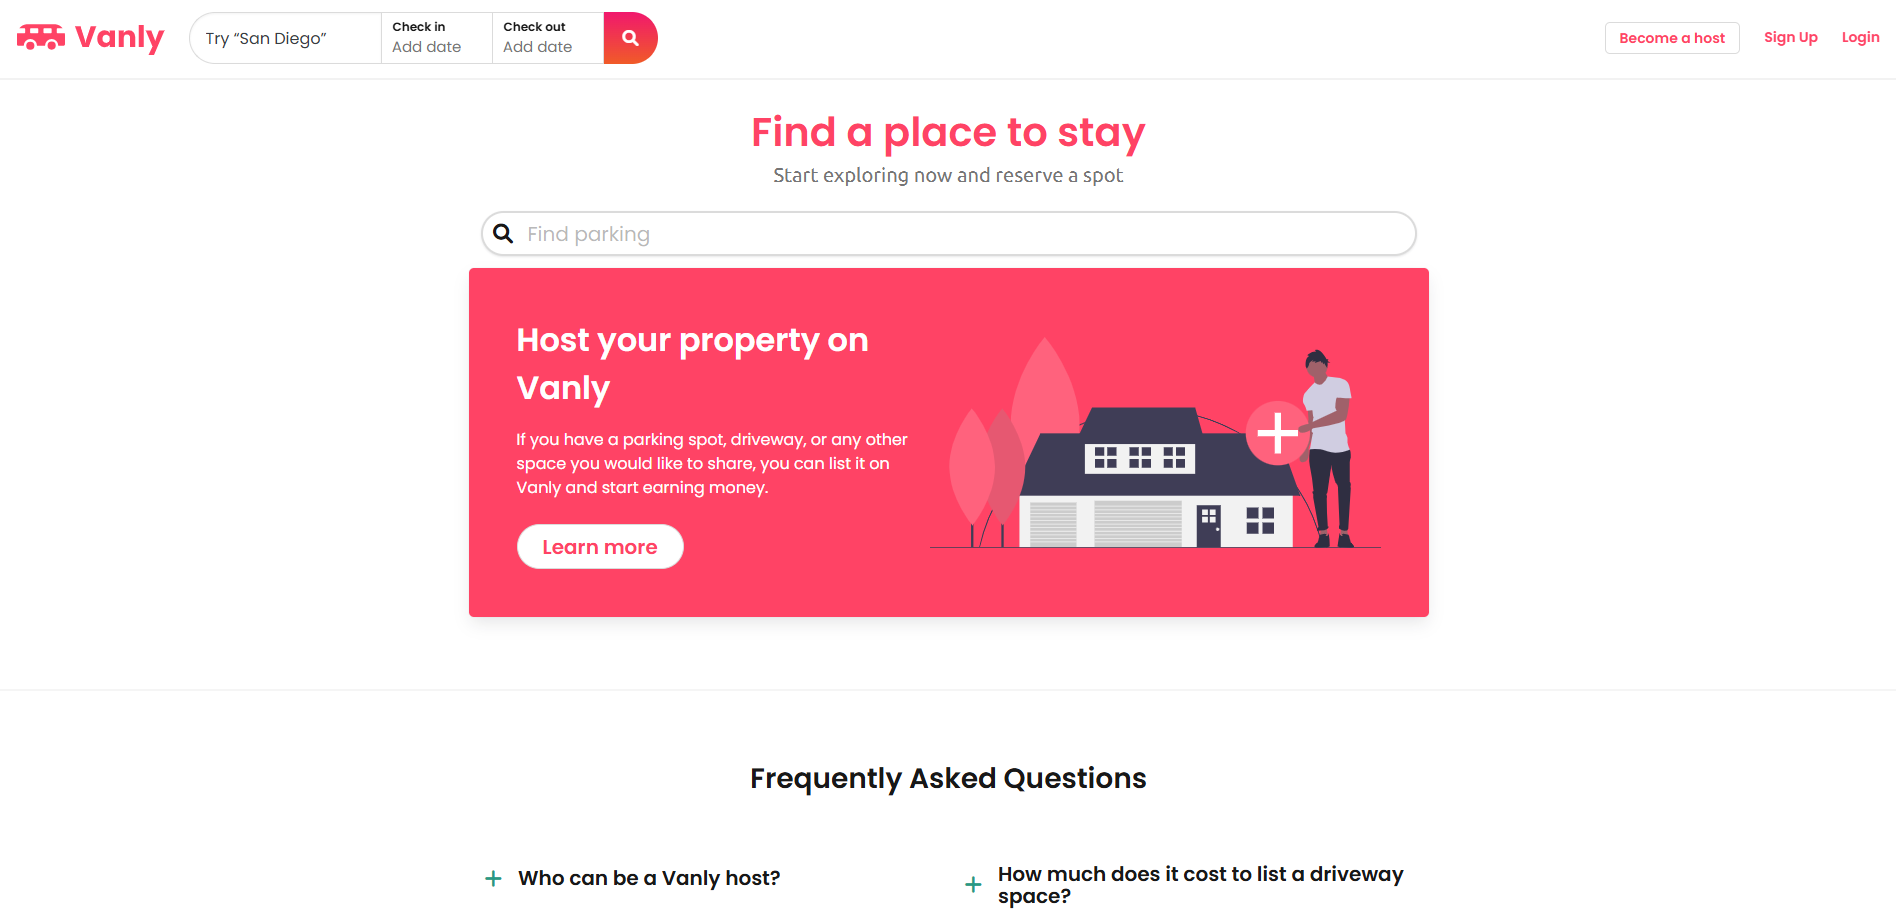 Vanly
Try “San Diego”
Check in
Add date
Check out
Add date
Become a host
Sign Up
Login
Find a place to stay
Start exploring now and reserve a spot
Find parking
Host your property on
Vanly
If you have a parking spot, driveway, or any other
space you would like to share, you can list it on
Vanly and start earning money.
Learn more
Frequently Asked Questions
Who can be a Vanly host?
How much does it cost to list a driveway
space?